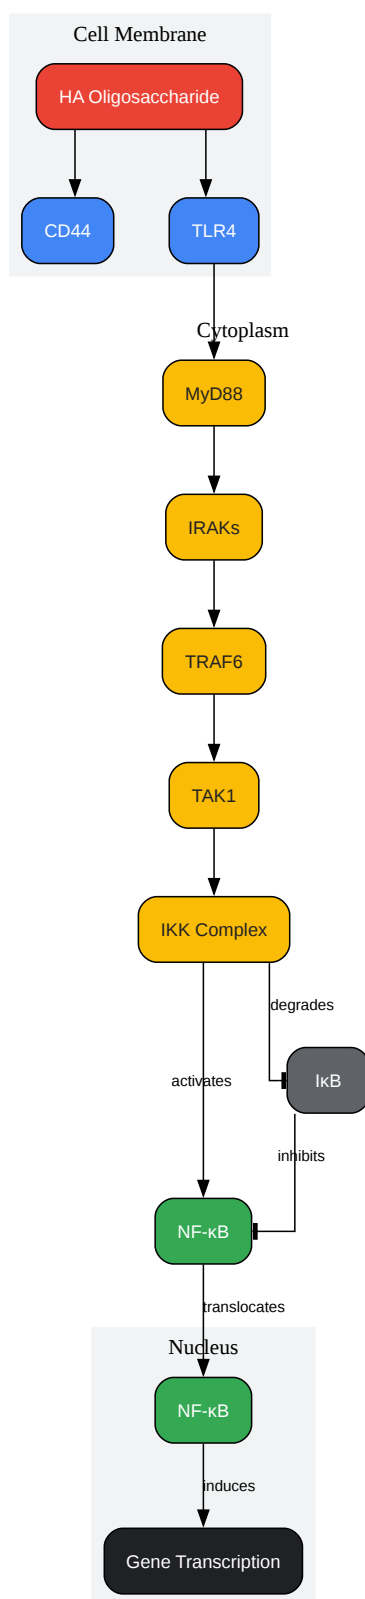 Cell Membrane
HA Oligosaccharide
CD44
TLR4
Cytoplasm
MyD88
IRAKs
TRAF6
TAK1
IKK Complex
degrades
activates
IκB
inhibits
NF-κB
translocates
Nucleus
NF-κB
induces
Gene Transcription